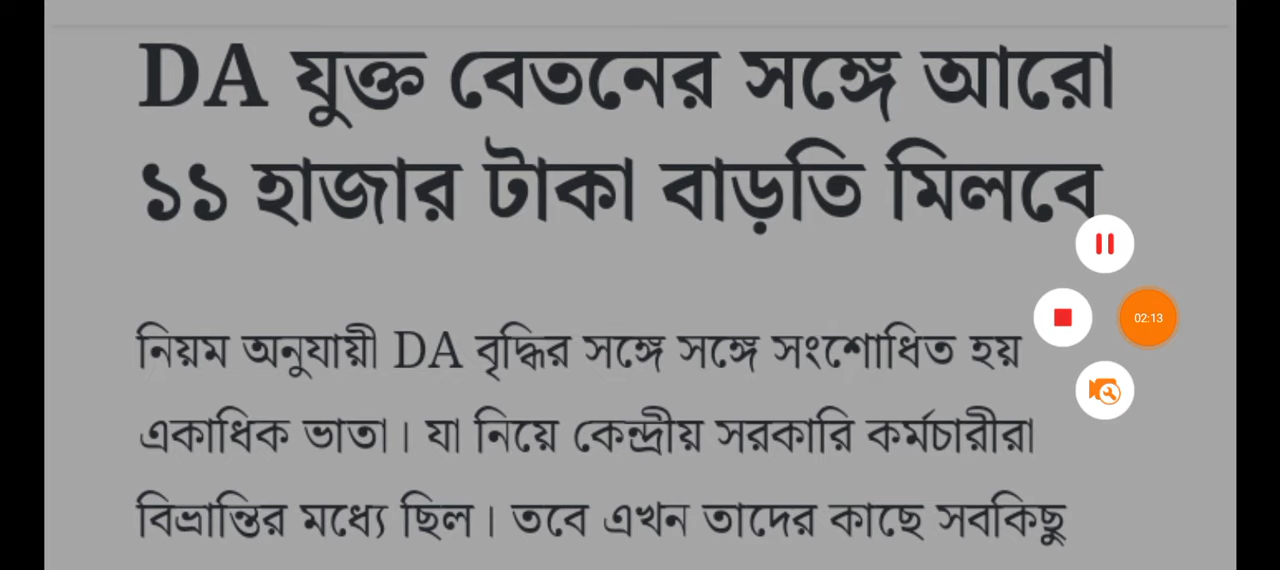 DA যুক্ত বেতনের সঙ্গে আরো
১১ হাজার টাকা বাড়তি মিলবে
নিয়ম অনুযায়ী DA বৃদ্ধির সঙ্গে সঙ্গে সংশোধিত হয়
একাধিক ভাতা। যা নিয়ে কেন্দ্রীয় সরকারি কর্মচারীরা
বিভ্রান্তির মধ্যে ছিল। তবে এখন তাদের কাছে সবকিছু
02:13